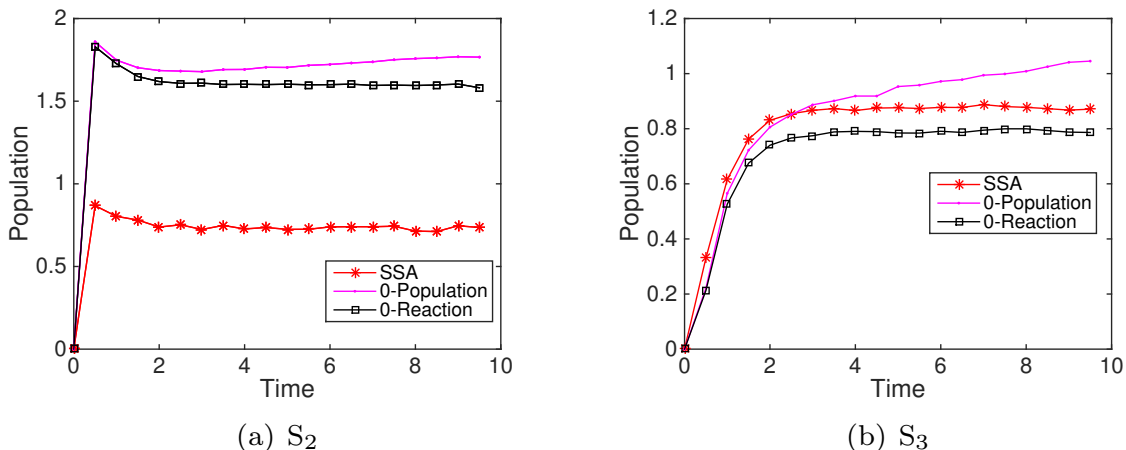 2
1.5
1
0.5
0
Population
0
2
4
6
8
10
Time
SSA
0-Population
0-Reaction
(a) S₂
1.2
1
0.8
0.6
0.4
0.2
0
Population
0
2
4
6
8
10
Time
SSA
0-Population
0-Reaction
(b) S₃